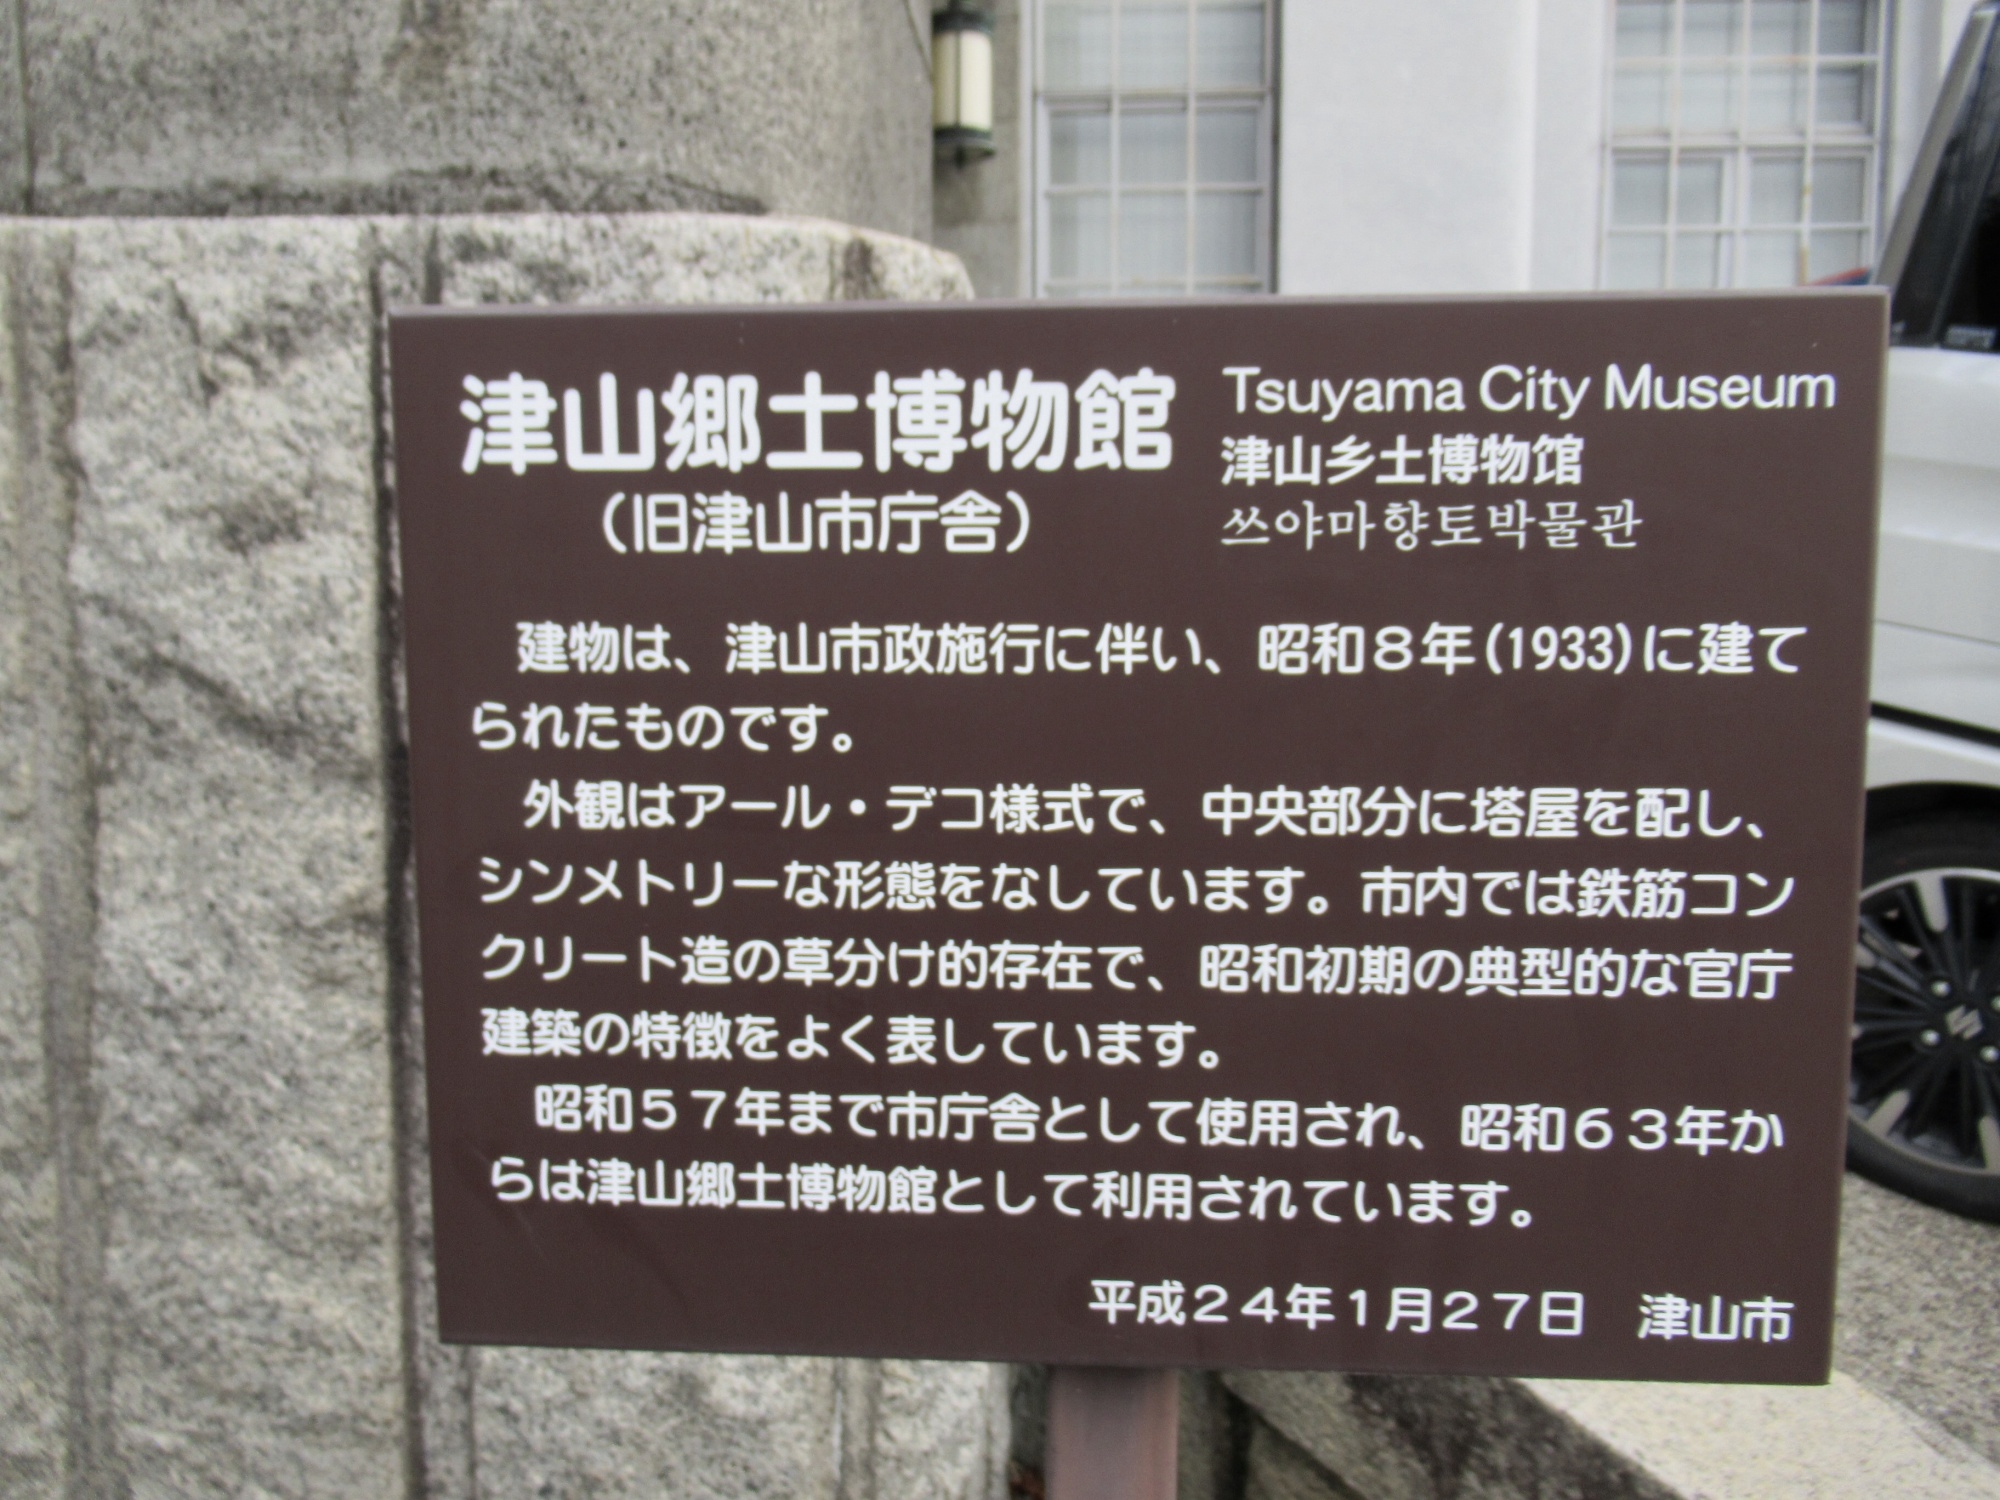 津山郷土博物館
(旧津山市庁舎)
Tsuyama City Museum
津山乡土博物馆
쓰야마향토박물관
建物は、津山市政施行に伴い、昭和８年(1933)に建て
られたものです。
外観はアール・デコ様式で、中央部分に塔屋を配し、
シンメトリーな形態をなしています。市内では鉄筋コン
クリート造の草分け的存在で、昭和初期の典型的な官庁
建築の特徴をよく表しています。
昭和５７年まで市庁舎として使用され、昭和６３年か
らは津山郷土博物館として利用されています。
平成２４年１月２７日　津山市